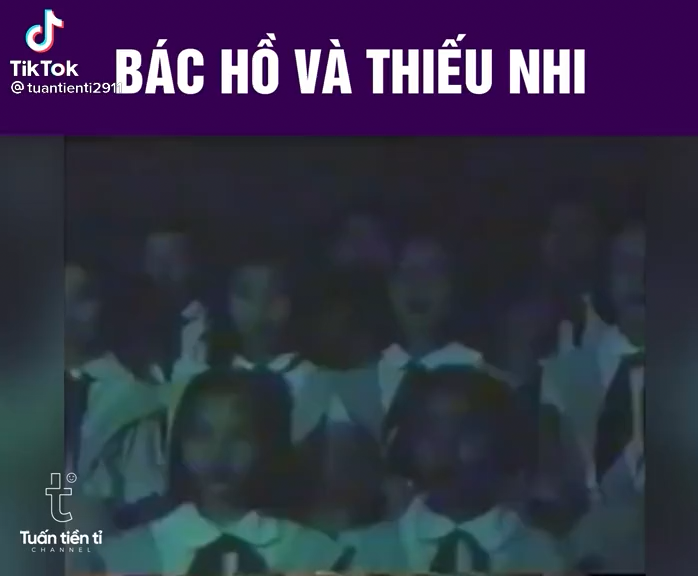 TikTok
@tuantienti2911
BÁC HỒ VÀ THIẾU NHI
Tuấn tiền tỉ
CHANNEL